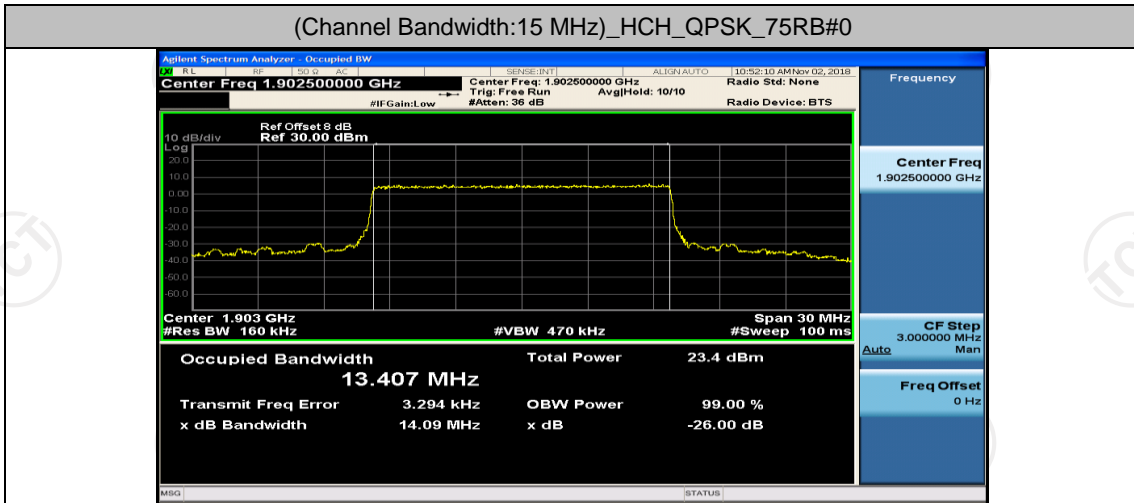 (Channel Bandwidth:15 MHz)_HCH_QPSK_75RB#0
Agilent Spectrum Analyzer - Occupied BW
LXI RL RF 50 Ω AC SENSE:INT ALIGN AUTO 10:52:10 AM Nov 02, 2018
Center Freq 1.902500000 GHz
Center Freq: 1.902500000 GHz
Radio Std: None
Trig: Free Run Avg|Hold: 10/10
#IFGain:Low #Atten: 36 dB Radio Device: BTS
Frequency
Ref Offset 8 dB
10 dB/div Ref 30.00 dBm
Log
20.0
10.0
0.00
-10.0
-20.0
-30.0
-40.0
-50.0
-60.0
Center Freq
1.902500000 GHz
Center 1.903 GHz Span 30 MHz
#Res BW 160 kHz #VBW 470 kHz #Sweep 100 ms
CF Step
3.000000 MHz
Auto Man
Occupied Bandwidth Total Power 23.4 dBm
13.407 MHz
Transmit Freq Error 3.294 kHz OBW Power 99.00 %
x dB Bandwidth 14.09 MHz x dB -26.00 dB
Freq Offset
0 Hz
MSG STATUS